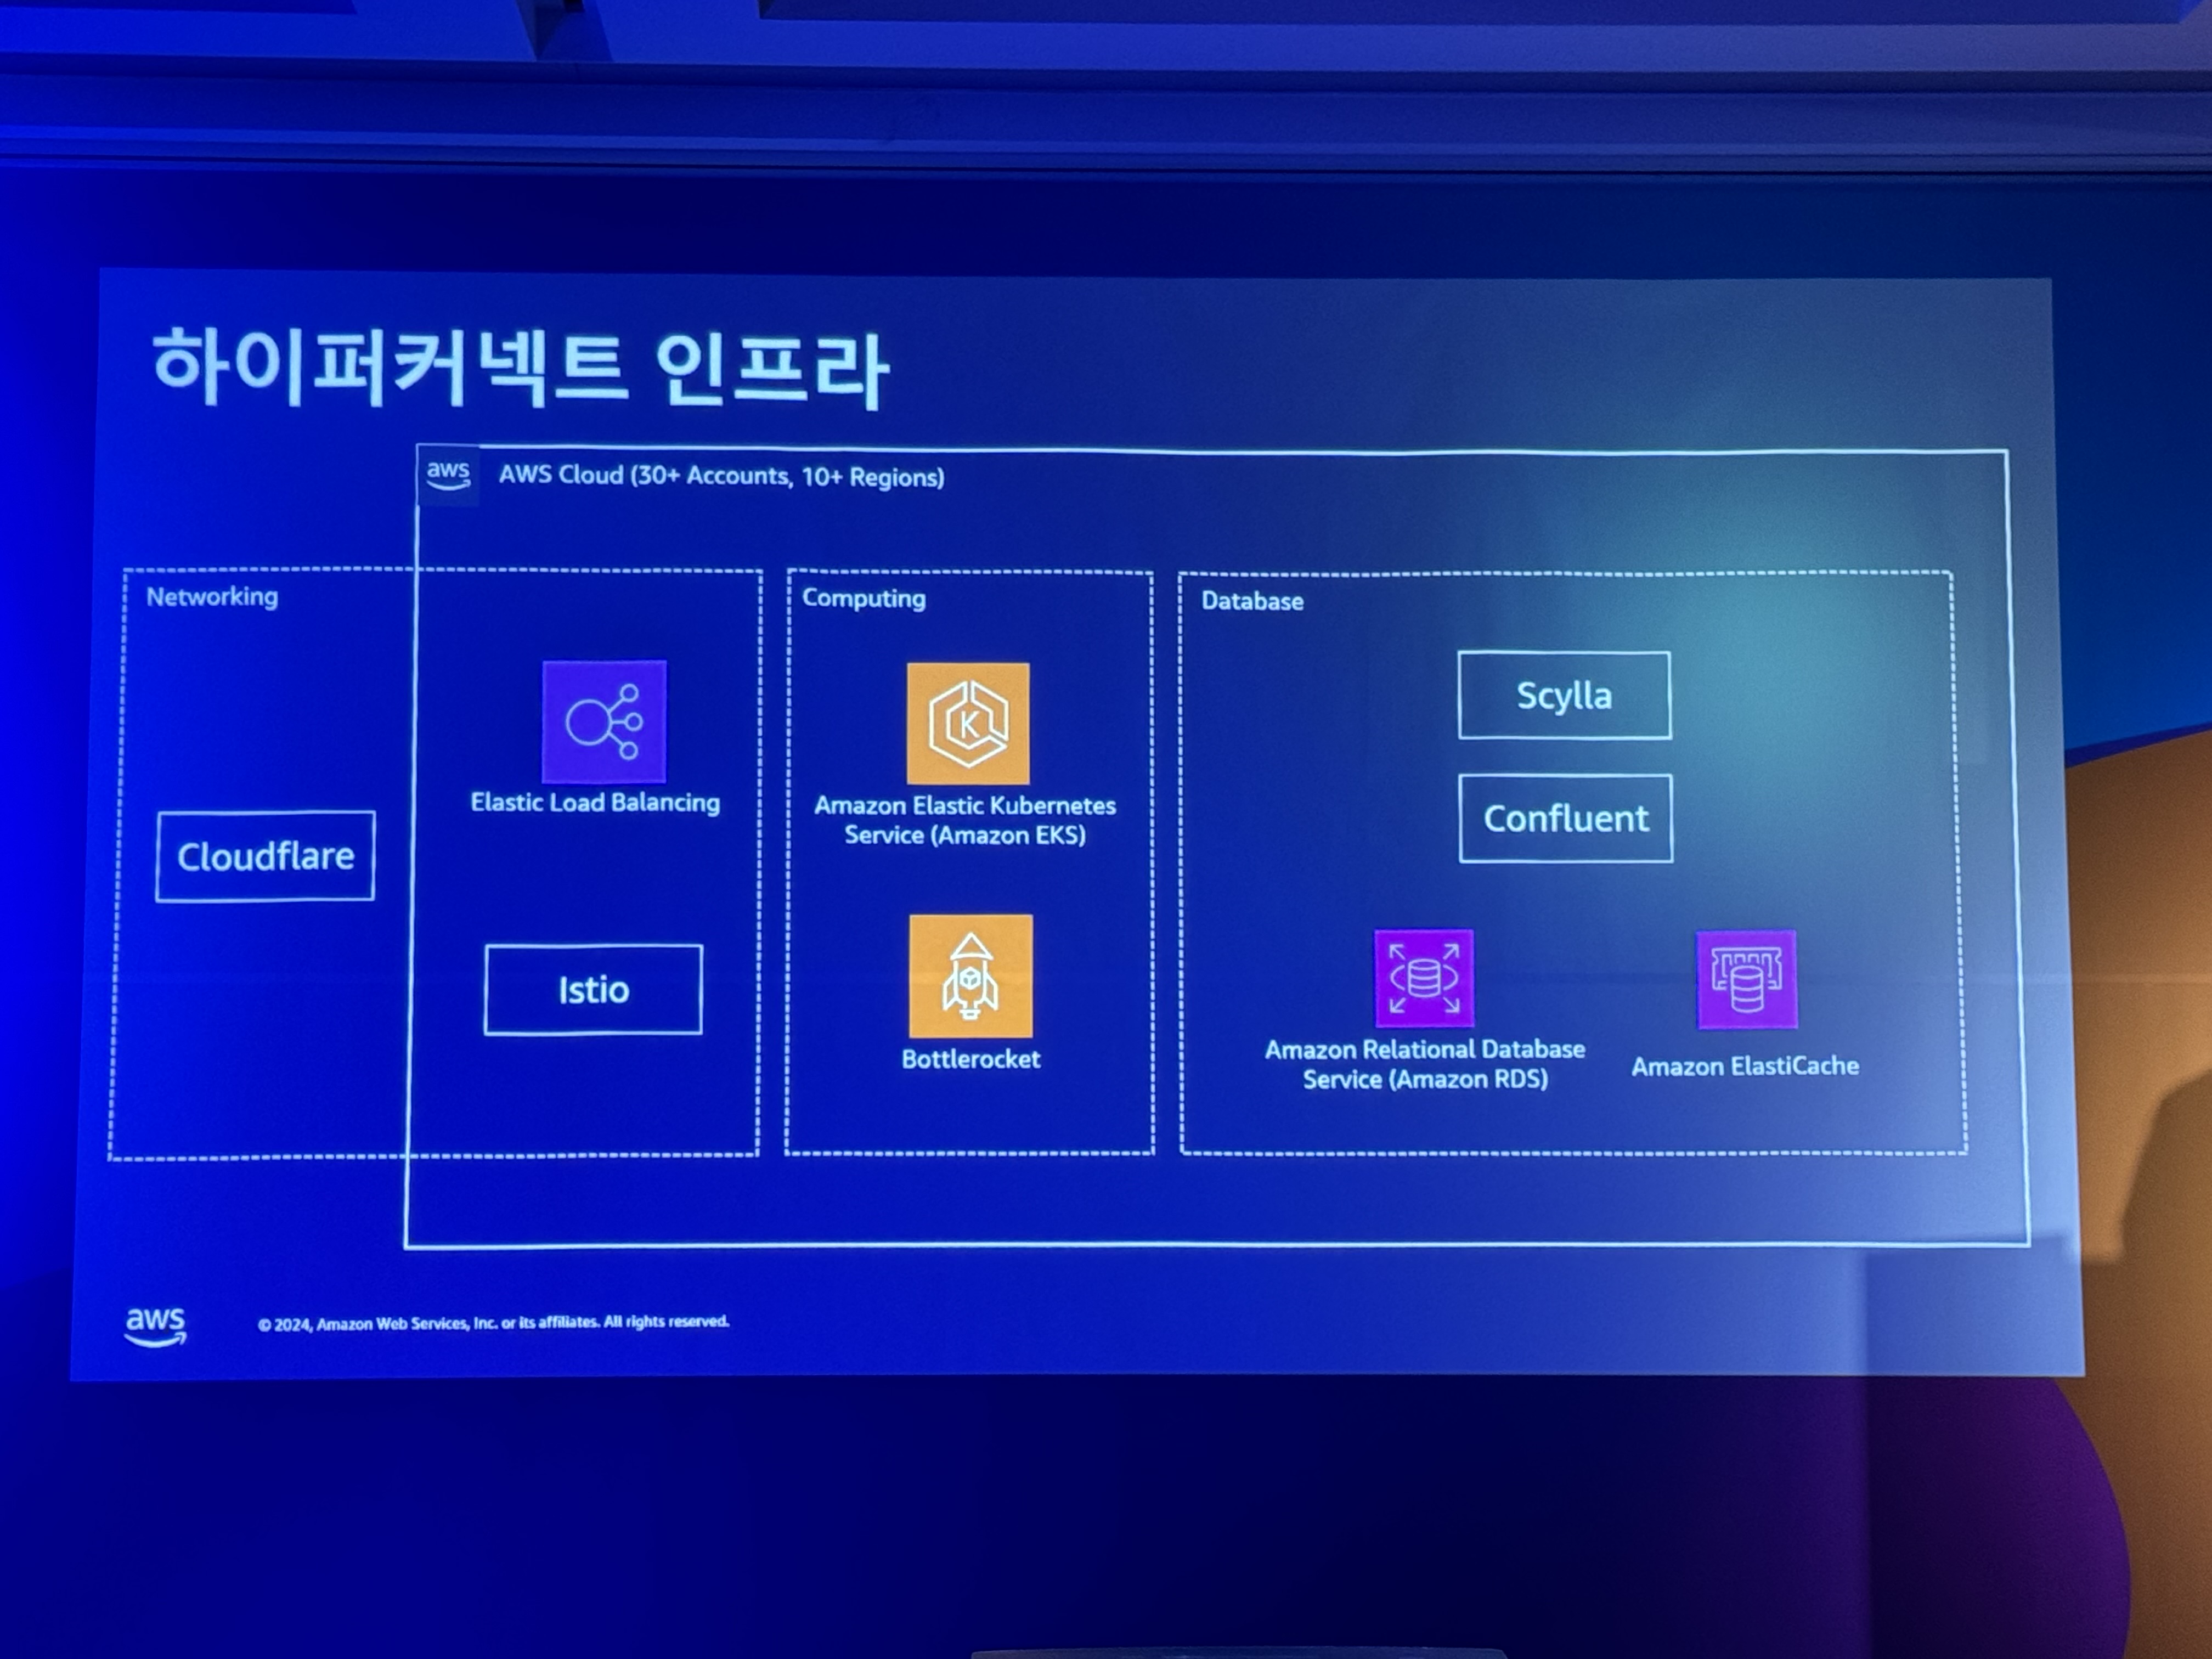 하이퍼커넥트 인프라
aws
AWS Cloud (30+ Accounts, 10+ Regions)
Networking
Cloudflare
Elastic Load Balancing
Istio
Computing
K
Amazon Elastic Kubernetes
Service (Amazon EKS)
Bottlerocket
Database
Scylla
Confluent
Amazon Relational Database
Service (Amazon RDS)
Amazon ElastiCache
aws
© 2024, Amazon Web Services, Inc. or its affiliates. All rights reserved.